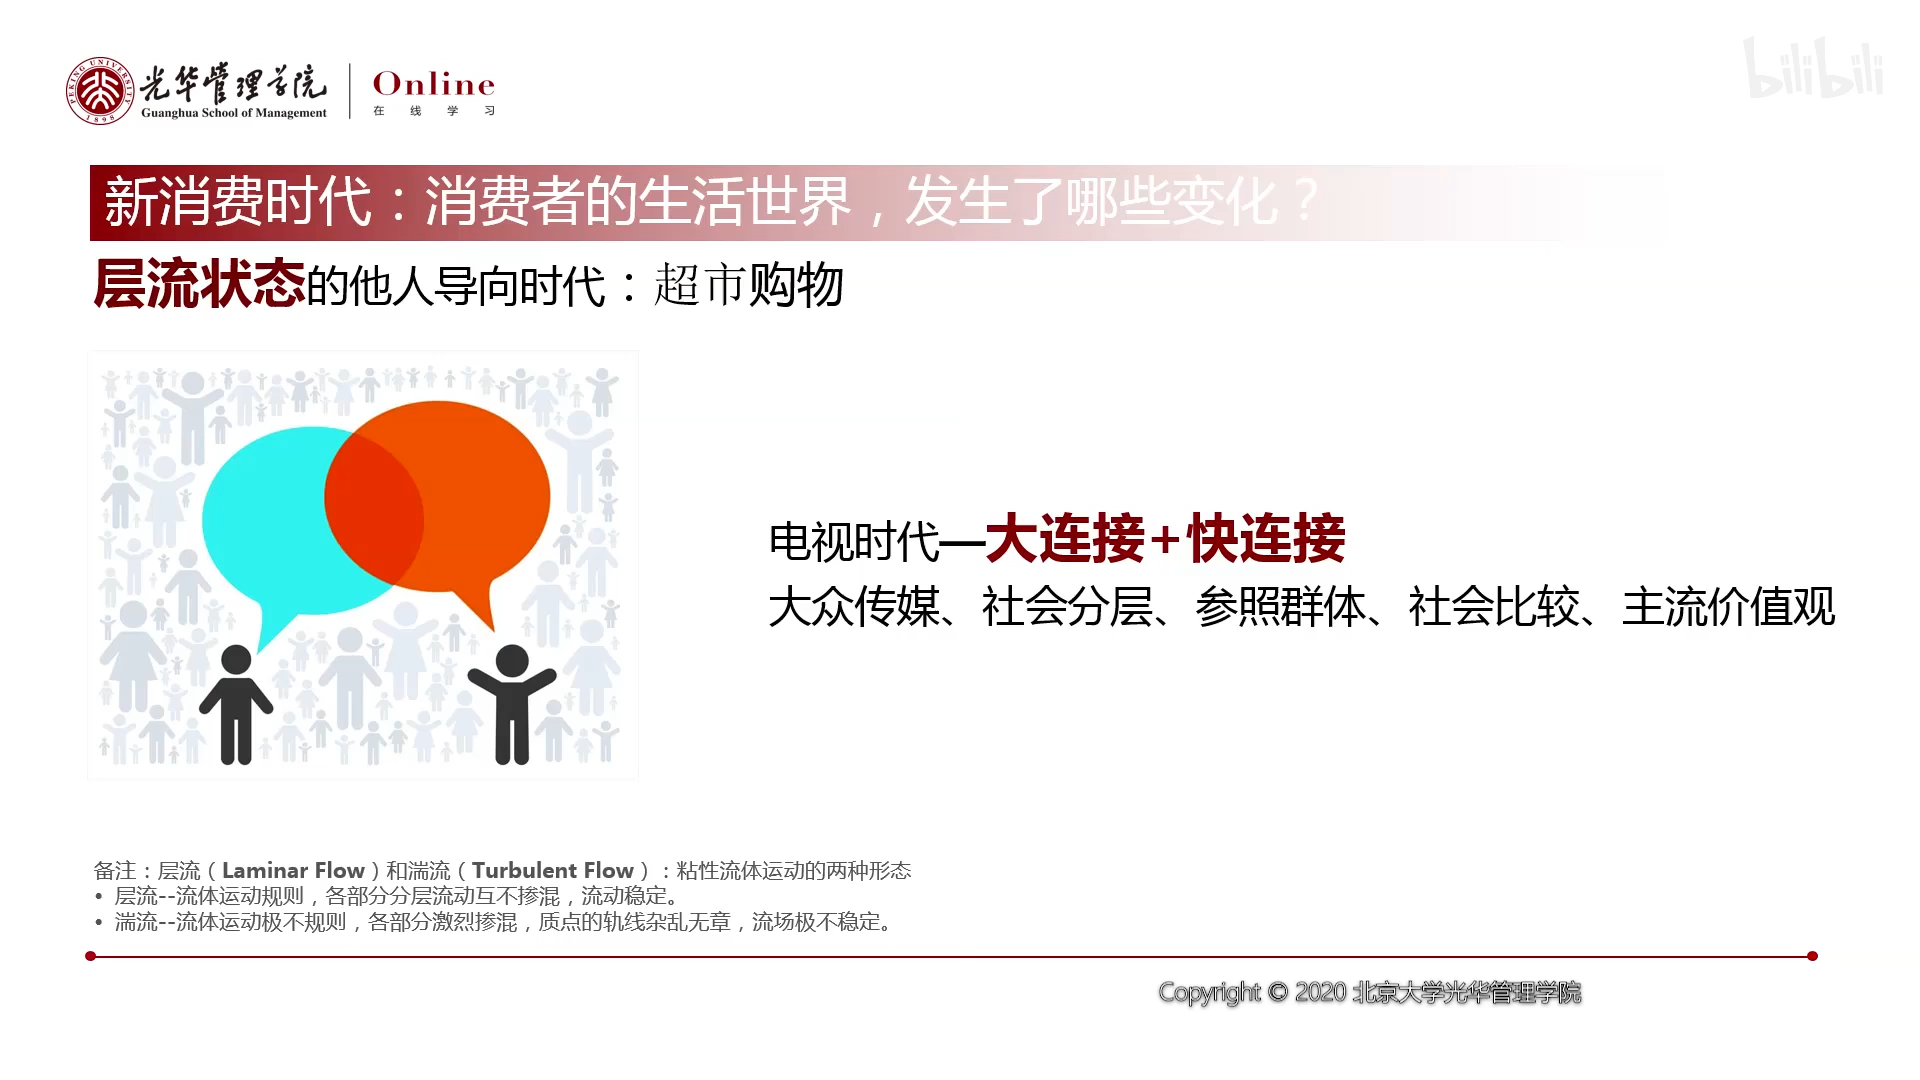 bilibili
PEKING UNIVERSITY
1898
光华管理学院
Guanghua School of Management
Online
在线学习
新消费时代：消费者的生活世界，发生了哪些变化？
层流状态的他人导向时代：超市购物
电视时代—大连接+快连接
大众传媒、社会分层、参照群体、社会比较、主流价值观
备注：层流（Laminar Flow）和湍流（Turbulent Flow）：粘性流体运动的两种形态
• 层流--流体运动规则，各部分分层流动互不掺混，流动稳定。
• 湍流--流体运动极不规则，各部分激烈掺混，质点的轨线杂乱无章，流场极不稳定。
Copyright © 2020 北京大学光华管理学院